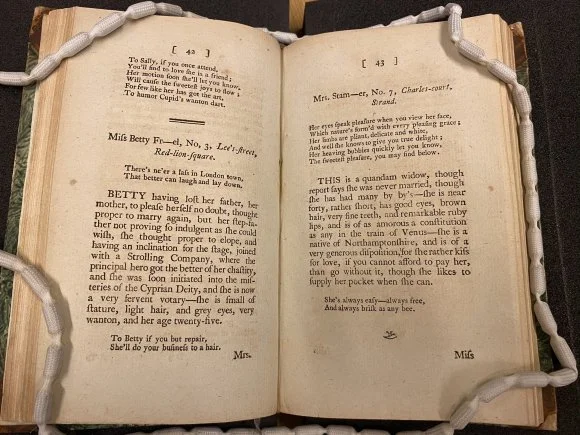 [ 42 ]
To Sally, if you once attend,
You'll find to love ſhe is a friend;
Her motion ſoon ſhe'll let you know,
Will cauſe the ſweeteſt joys to flow;
For few like her has got the art,
To humor Cupid's wanton dart.
Miſs Betty Fr—el, No, 3, Lee's-ſtreet,
Red-lion-ſquare.
There's ne'er a laſs in London town,
That better can laugh and lay down.
BETTY having loſt her father, her
mother, to pleaſe herſelf no doubt, thought
proper to marry again, but her ſtep-fa-
ther not proving ſo indulgent as ſhe could
wiſh, ſhe thought proper to elope, and
having an inclination for the ſtage, joined
with a Strolling Company, where the
principal hero got the better of her chaſtity,
and ſhe was ſoon initiated into the miſ-
teries of the Cyprian Deity, and ſhe is now
a very fervent votary—ſhe is ſmall of
ſtature, light hair, and grey eyes, very
wanton, and her age twenty-five.
To Betty if you but repair,
She'll do your buſineſs to a hair.
Mrs.
[ 43 ]
Mrs. Stam—er, No. 7, Charles-court,
Strand.
Her eyes ſpeak pleaſure when you view her face,
Which nature's form'd with every pleaſing grace;
Her limbs are pliant, delicate and white,
And well ſhe knows to give you true delight;
Her heaving bubbies quickly let you know,
The ſweeteſt pleaſure, you may find below.
THIS is a quandam widow, though
report ſays ſhe was never married, though
ſhe has had many by by's—ſhe is near
forty, rather ſhort, has good eyes, brown
hair, very fine teeth, and remarkable ruby
lips, and is of as amorous a conſtitution
as any in the train of Venus—ſhe is a
native of Northamptonſhire, and is of a
very generous diſpoſition, for ſhe rather kiſs
for love, if you cannot afford to pay her,
than go without it, though ſhe likes to
ſupply her pocket when ſhe can.
She's always eaſy—always free,
And always briſk as any bee.
Miſs